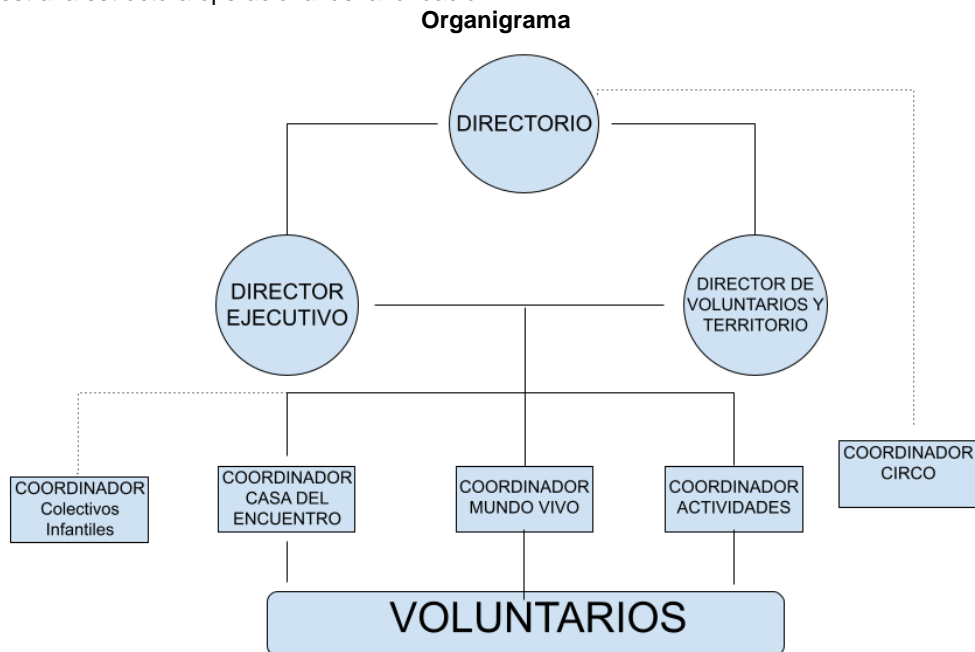 Organigrama
DIRECTORIO
DIRECTOR
EJECUTIVO
DIRECTOR DE
VOLUNTARIOS Y
TERRITORIO
COORDINADOR
Colectivos
Infantiles
COORDINADOR
CASA DEL
ENCUENTRO
COORDINADOR
MUNDO VIVO
COORDINADOR
ACTIVIDADES
COORDINADOR
CIRCO
VOLUNTARIOS